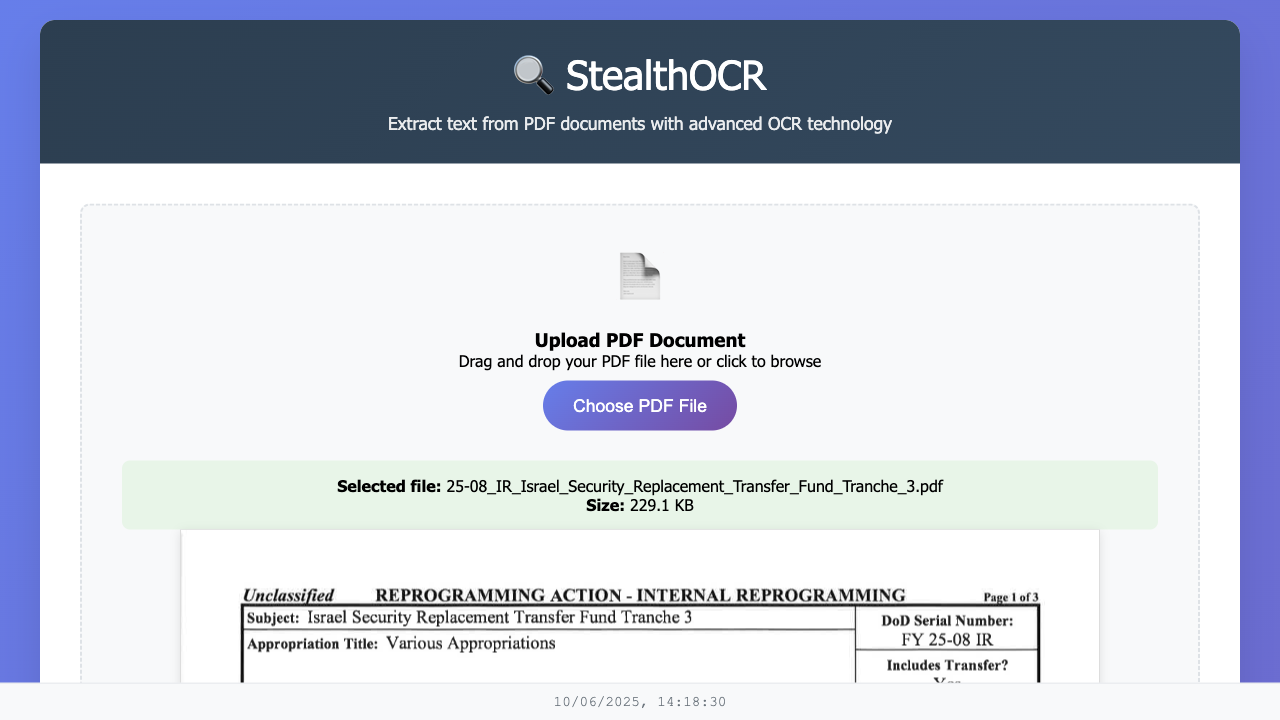 StealthOCR
Extract text from PDF documents with advanced OCR technology
Upload PDF Document
Drag and drop your PDF file here or click to browse
Choose PDF File
Selected file: 25-08_IR_Israel_Security_Replacement_Transfer_Fund_Tranche_3.pdf
Size: 229.1 KB
Unclassified REPROGRAMMING ACTION - INTERNAL REPROGRAMMING Page 1 of 3
Subject: Israel Security Replacement Transfer Fund Tranche 3
Appropriation Title: Various Appropriations
DoD Serial Number:
FY 25-08 IR
Includes Transfer?
10/06/2025, 14:18:30